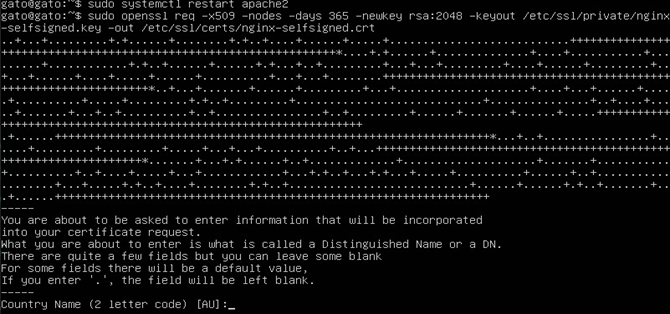 gato@gato:~$ sudo systemctl restart apache2
gato@gato:~$ sudo openssl req -x509 -nodes -days 365 -newkey rsa:2048 -keyout /etc/ssl/private/nginx
-selfsigned.key -out /etc/ssl/certs/nginx-selfsigned.crt
-----
You are about to be asked to enter information that will be incorporated
into your certificate request.
What you are about to enter is what is called a Distinguished Name or a DN.
There are quite a few fields but you can leave some blank
For some fields there will be a default value,
If you enter '.', the field will be left blank.
-----
Country Name (2 letter code) [AU]:_